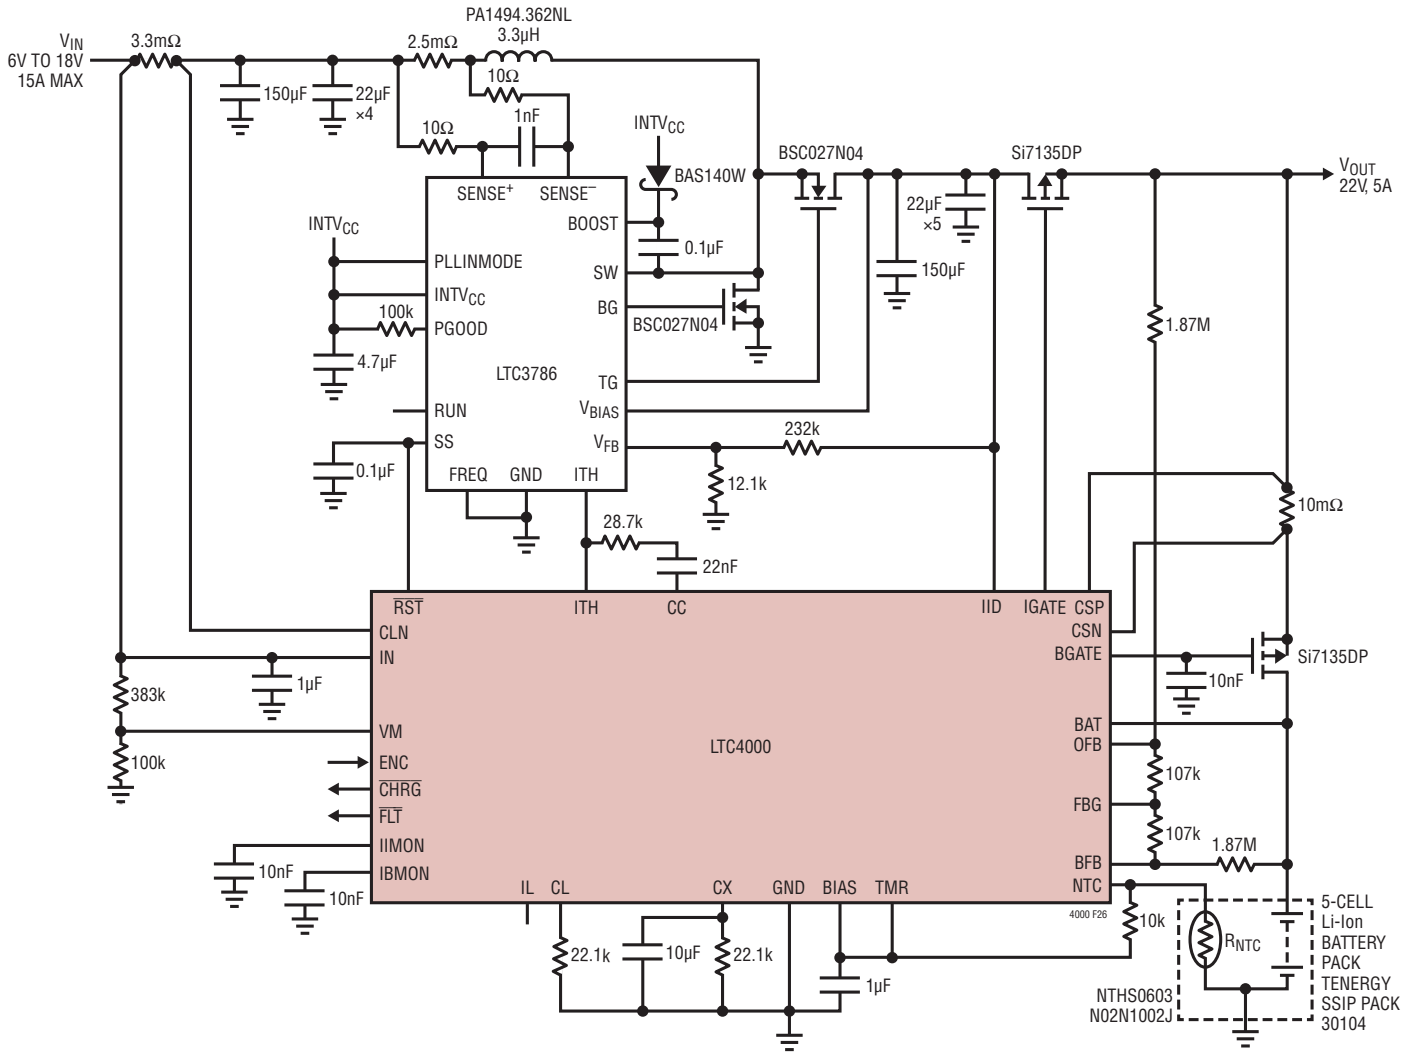 PA1494.362NL
3.3µH
VIN
6V TO 18V
15A MAX
3.3mΩ
2.5mΩ
10Ω
150µF
22µF
×4
1nF
10Ω
INTVCC
BAS140W
BSC027N04
Si7135DP
VOUT
22V, 5A
SENSE+
SENSE–
BOOST
0.1µF
22µF
×5
150µF
INTVCC
PLLINMODE
SW
INTVCC
BG
BSC027N04
100k
PGOOD
4.7µF
LTC3786
TG
1.87M
RUN
VBIAS
SS
VFB
232k
0.1µF
FREQ
GND
ITH
12.1k
10mΩ
28.7k
22nF
RST
ITH
CC
IID
IGATE
CSP
CLN
CSN
IN
BGATE
Si7135DP
1µF
10nF
383k
VM
BAT
OFB
LTC4000
100k
ENC
CHRG
107k
FLT
FBG
107k
IIMON
1.87M
10nF
IBMON
BFB
10nF
NTC
IL
CL
CX
GND
BIAS
TMR
4000 F26
10k
22.1k
10µF
22.1k
1µF
RNTC
5-CELL
Li-Ion
BATTERY
PACK
TENERGY
SSIP PACK
30104
NTHS0603
N02N1002J